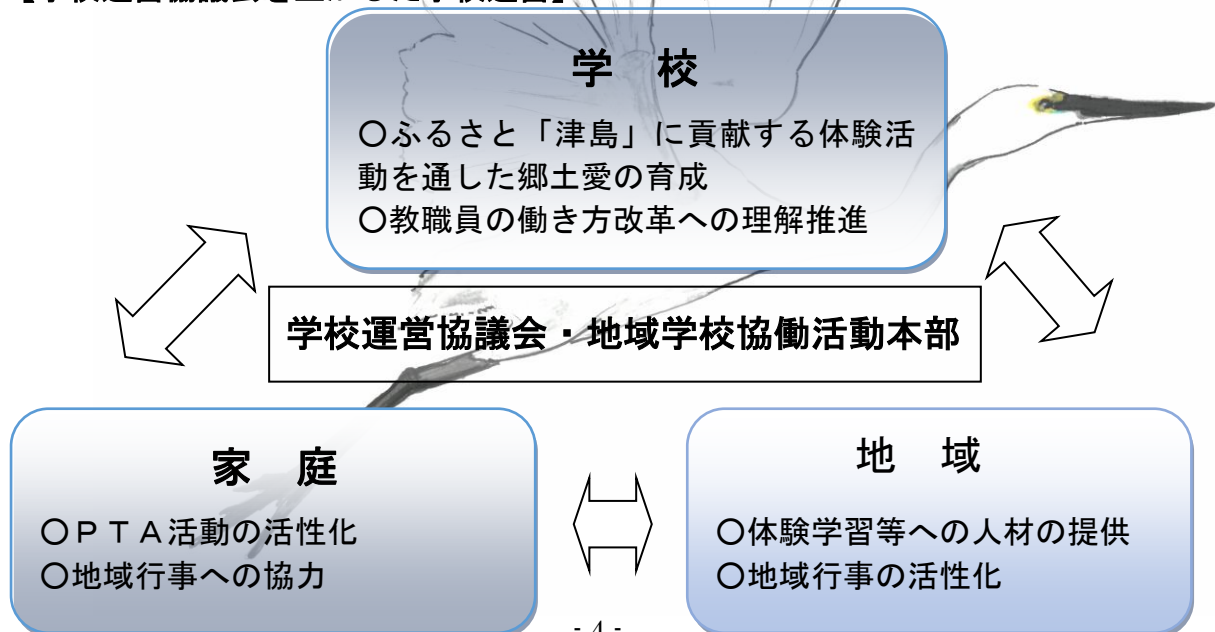 学　校
○ふるさと「津島」に貢献する体験活
動を通した郷土愛の育成
○教職員の働き方改革への理解推進
学校運営協議会・地域学校協働活動本部
家　庭
○ＰＴＡ活動の活性化
○地域行事への協力
地　域
○体験学習等への人材の提供
○地域行事の活性化
- 4 -